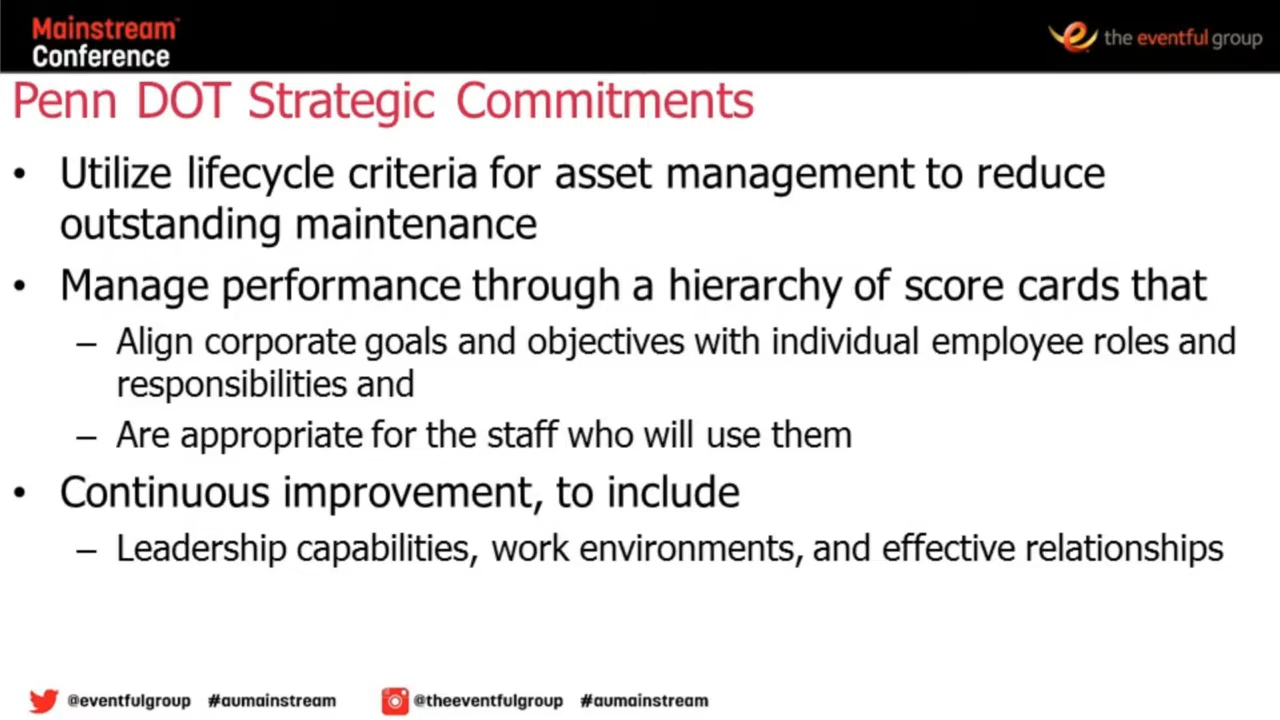 Mainstream™
Conference
the eventful group
Penn DOT Strategic Commitments
• Utilize lifecycle criteria for asset management to reduce
outstanding maintenance
• Manage performance through a hierarchy of score cards that
– Align corporate goals and objectives with individual employee roles and
responsibilities and
– Are appropriate for the staff who will use them
• Continuous improvement, to include
– Leadership capabilities, work environments, and effective relationships
@eventfulgroup #aumainstream @theeventfulgroup #aumainstream